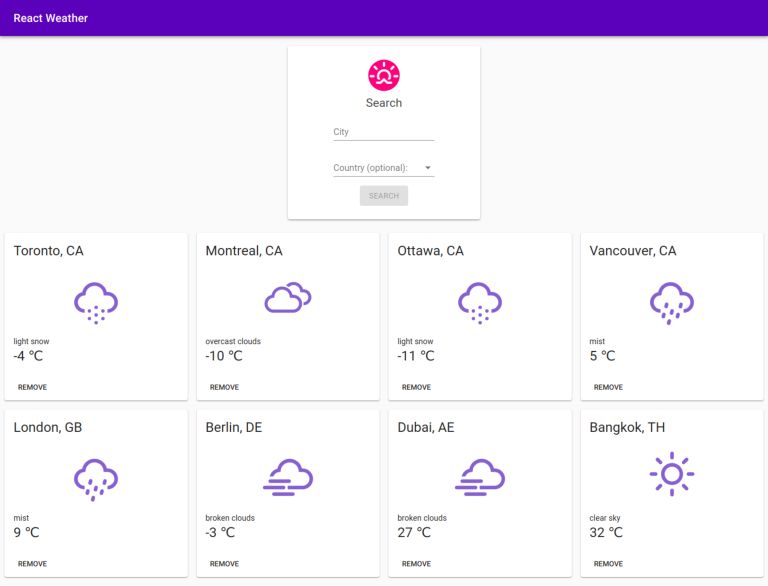 React Weather
Search
City
Country (optional):
SEARCH
Toronto, CA
light snow
-4 ℃
REMOVE
Montreal, CA
overcast clouds
-10 ℃
REMOVE
Ottawa, CA
light snow
-11 ℃
REMOVE
Vancouver, CA
mist
5 ℃
REMOVE
London, GB
mist
9 ℃
REMOVE
Berlin, DE
broken clouds
-3 ℃
REMOVE
Dubai, AE
broken clouds
27 ℃
REMOVE
Bangkok, TH
clear sky
32 ℃
REMOVE